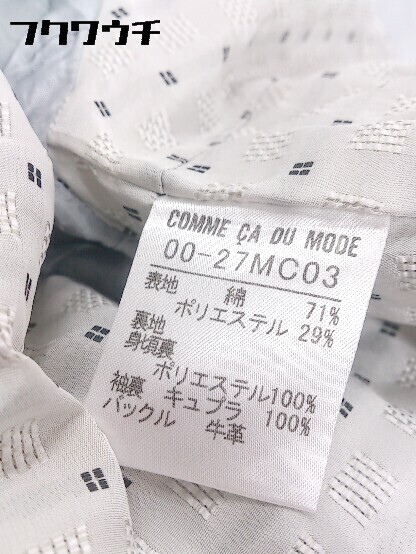 フクワウチ
COMME ÇA DU MODE
00-27MC03
表地 綿 71%
ポリエステル 29%
裏地
身頃裏
ポリエステル100%
袖裏 キュプラ 100%
バックル 牛革